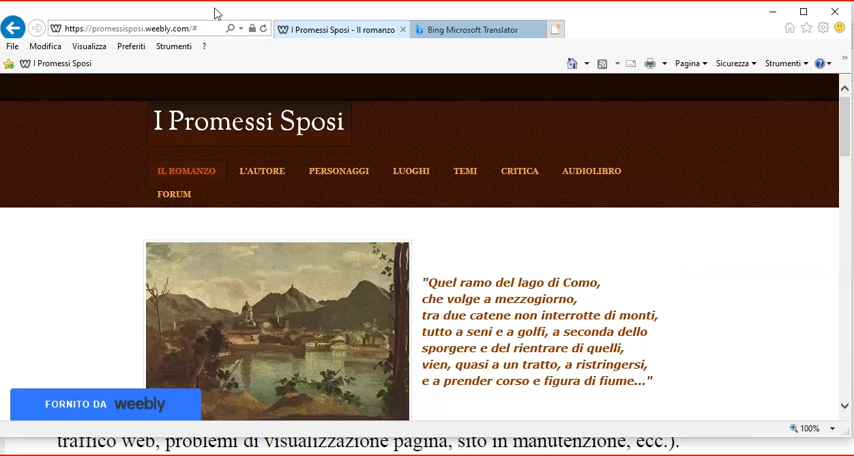 https://promessisposi.weebly.com/#
I Promessi Sposi - Il romanzo
Bing Microsoft Translator
File Modifica Visualizza Preferiti Strumenti ?
I Promessi Sposi
Pagina Sicurezza Strumenti
I Promessi Sposi
IL ROMANZO L'AUTORE PERSONAGGI LUOGHI TEMI CRITICA AUDIOLIBRO
FORUM
"Quel ramo del lago di Como,
che volge a mezzogiorno,
tra due catene non interrotte di monti,
tutto a seni e a golfi, a seconda dello
sporgere e del rientrare di quelli,
vien, quasi a un tratto, a ristringersi,
e a prender corso e figura di fiume..."
FORNITO DA weebly
100%
traffico web, problemi di visualizzazione pagina, sito in manutenzione, ecc.).